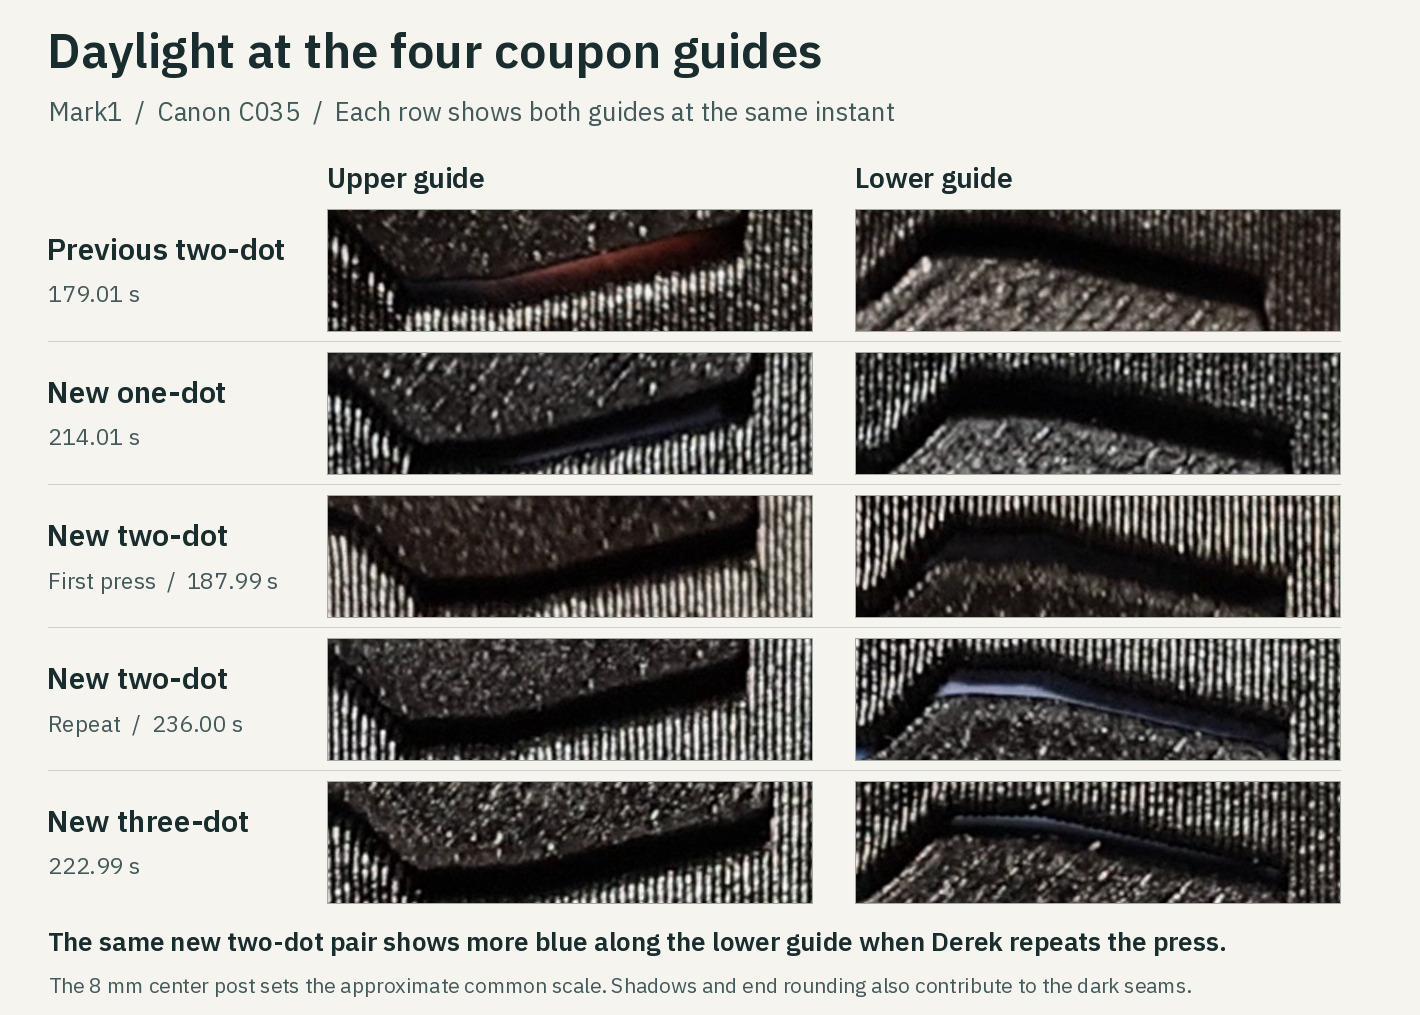 Daylight at the four coupon guides
Mark1 / Canon C035 / Each row shows both guides at the same instant
Upper guide Lower guide
Previous two-dot
179.01 s
New one-dot
214.01 s
New two-dot
First press / 187.99 s
New two-dot
Repeat / 236.00 s
New three-dot
222.99 s
The same new two-dot pair shows more blue along the lower guide when Derek repeats the press.
The 8 mm center post sets the approximate common scale. Shadows and end rounding also contribute to the dark seams.